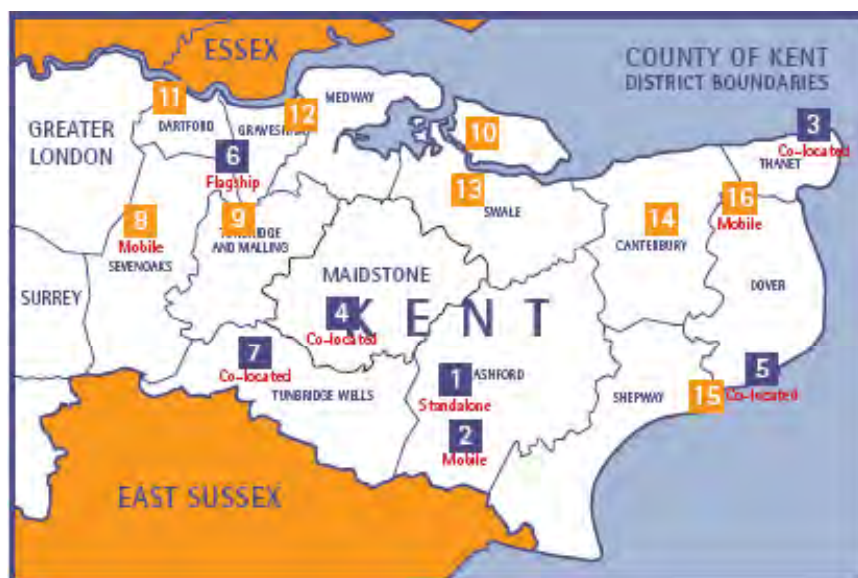 ESSEX
COUNTY OF KENT
DISTRICT BOUNDARIES
MEDWAY
11
DARTFORD
12
GREATER
LONDON
10
3
Co-located
THANET
6
Flagship
13
SWALE
16
Mobile
8
Mobile
SEVENOAKS
9
AND MALLING
14
CANTERBURY
MAIDSTONE
DOVER
SURREY
KENT
4
Co-located
7
Co-located
TUNBRIDGE WELLS
1
ASHFORD
Standalone
5
Co-located
SHEPWAY
15
2
Mobile
EAST SUSSEX